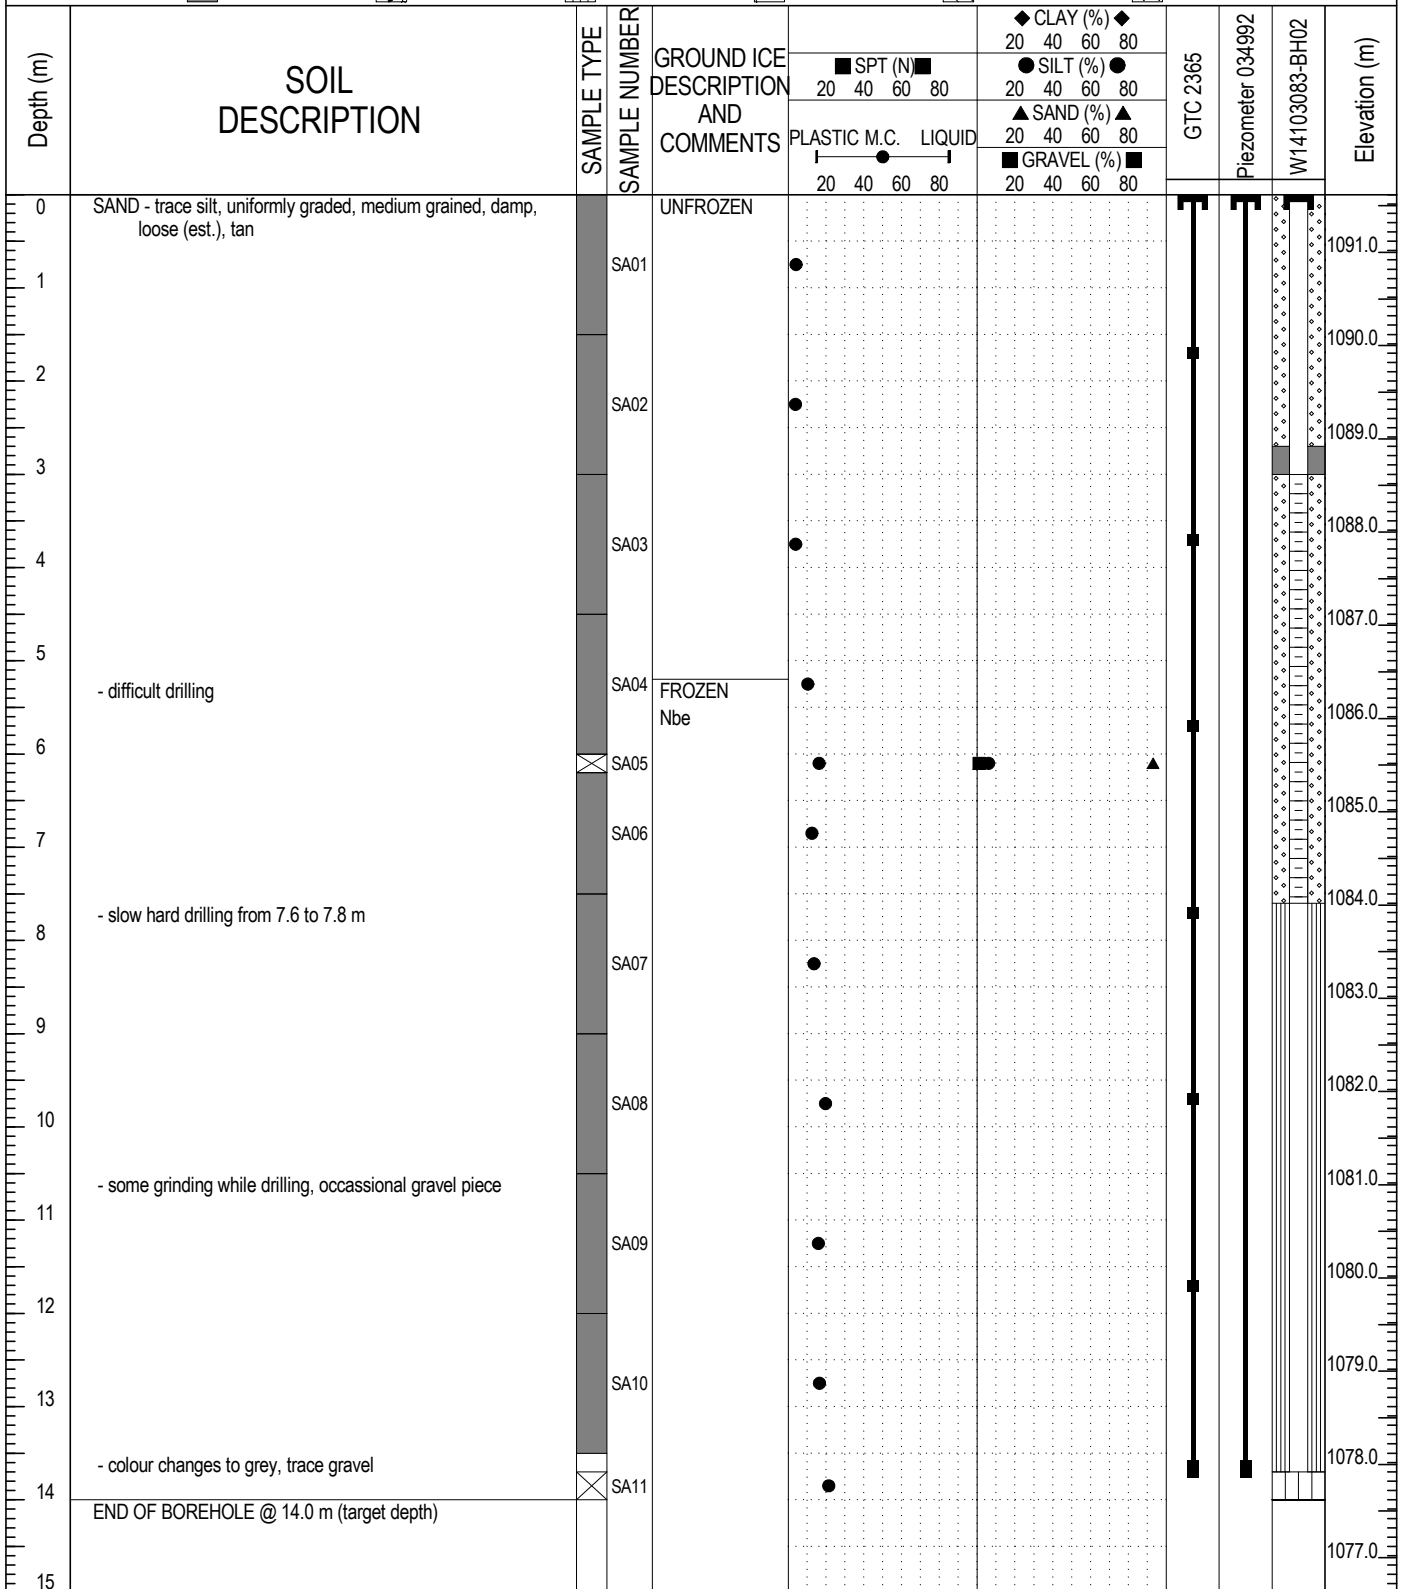 Depth (m)
SOIL
DESCRIPTION
SAMPLE TYPE
SAMPLE NUMBER
GROUND ICE
DESCRIPTION
AND
COMMENTS
SPT (N)
20 40 60 80
PLASTIC M.C. LIQUID
20 40 60 80
CLAY (%)
20 40 60 80
SILT (%)
20 40 60 80
SAND (%)
20 40 60 80
GRAVEL (%)
20 40 60 80
GTC 2365
Piezometer 034992
W14103083-BH02
Elevation (m)
0
SAND - trace silt, uniformly graded, medium grained, damp,
loose (est.), tan
UNFROZEN
1091.0
SA01
1
1090.0
2
SA02
1089.0
3
1088.0
SA03
4
1087.0
5
SA04
- difficult drilling
FROZEN
Nbe
1086.0
6
SA05
1085.0
SA06
7
1084.0
- slow hard drilling from 7.6 to 7.8 m
8
SA07
1083.0
9
1082.0
SA08
10
1081.0
- some grinding while drilling, occassional gravel piece
11
SA09
1080.0
12
1079.0
SA10
13
1078.0
- colour changes to grey, trace gravel
SA11
14
END OF BOREHOLE @ 14.0 m (target depth)
1077.0
15